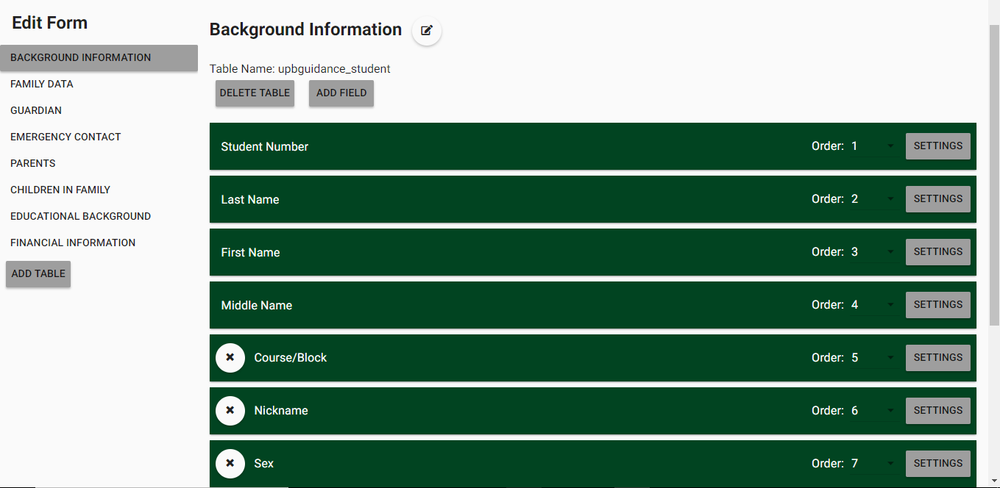 Edit Form
BACKGROUND INFORMATION
FAMILY DATA
GUARDIAN
EMERGENCY CONTACT
PARENTS
CHILDREN IN FAMILY
EDUCATIONAL BACKGROUND
FINANCIAL INFORMATION
ADD TABLE
Background Information
Table Name: upbguidance_student
DELETE TABLE ADD FIELD
Student Number Order: 1 SETTINGS
Last Name Order: 2 SETTINGS
First Name Order: 3 SETTINGS
Middle Name Order: 4 SETTINGS
Course/Block Order: 5 SETTINGS
Nickname Order: 6 SETTINGS
Sex Order: 7 SETTINGS